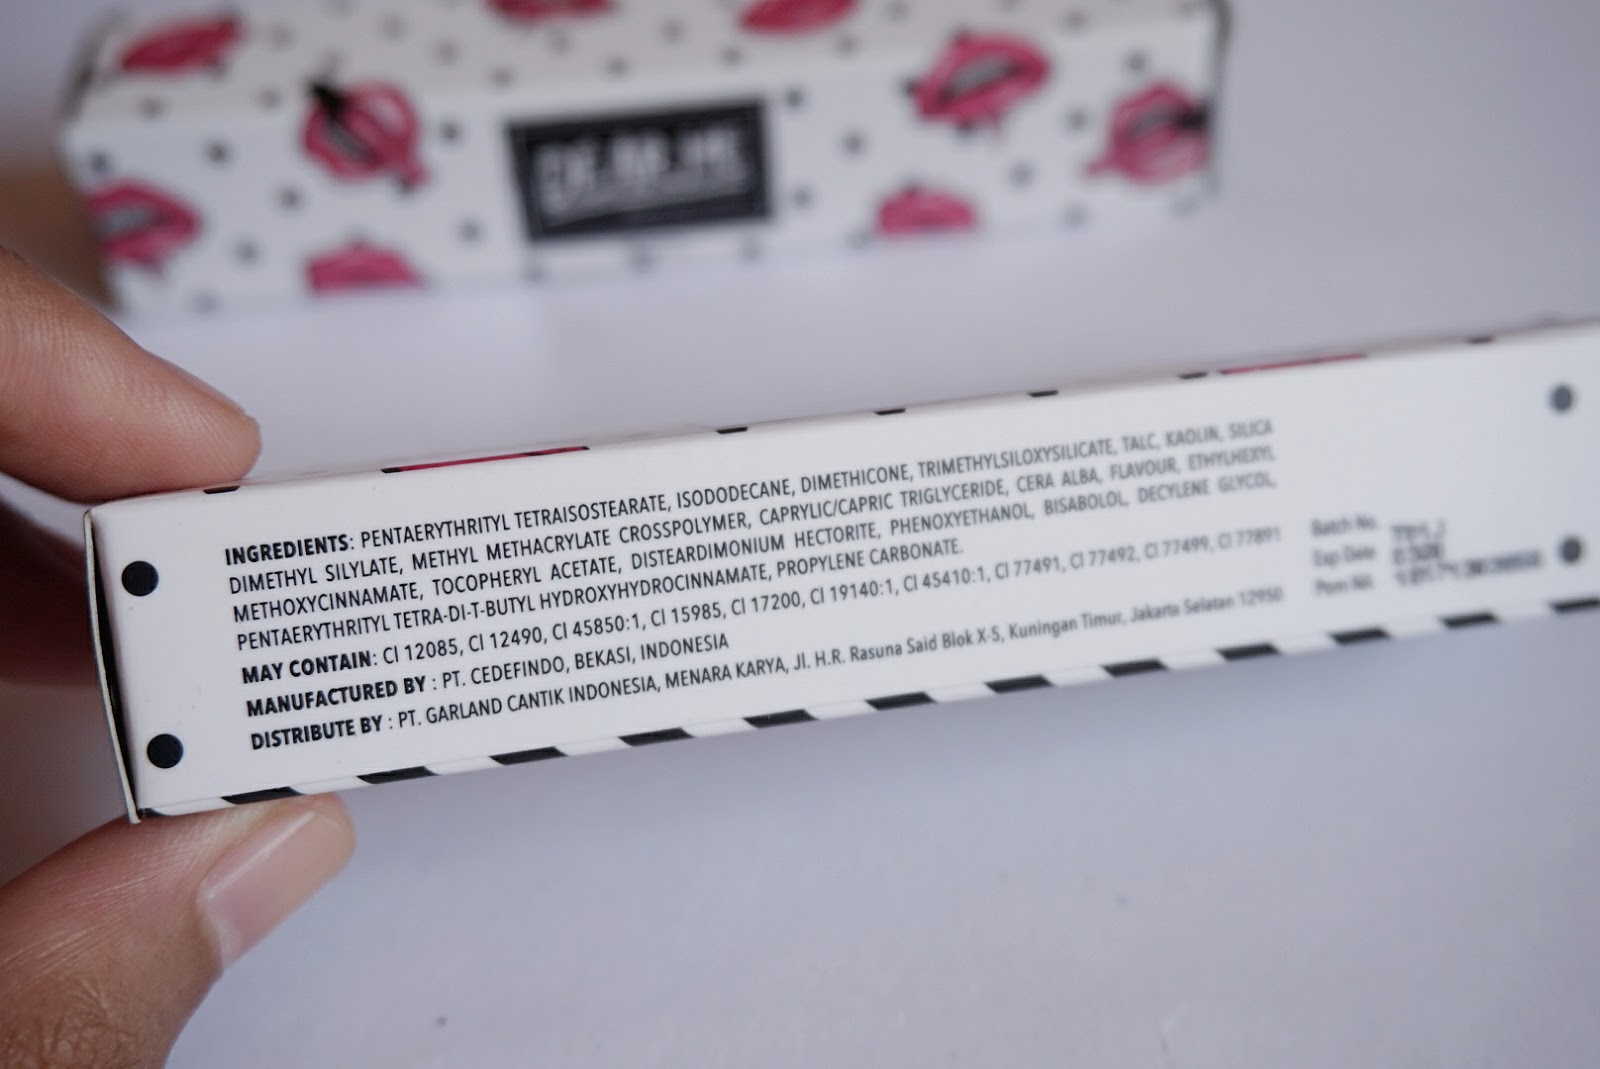 DEAR ME
INGREDIENTS: PENTAERYTHRITYL TETRAISOSTEARATE, ISODODECANE, DIMETHICONE, TRIMETHYLSILOXYSILICATE, TALC, KAOLIN, SILICA
DIMETHYL SILYLATE, METHYL METHACRYLATE CROSSPOLYMER, CAPRYLIC/CAPRIC TRIGLYCERIDE, CERA ALBA, FLAVOUR, ETHYLHEXYL
METHOXYCINNAMATE, TOCOPHERYL ACETATE, DISTEARDIMONIUM HECTORITE, PHENOXYETHANOL, BISABOLOL, DECYLENE GLYCOL,
PENTAERYTHRITYL TETRA-DI-T-BUTYL HYDROXYHYDROCINNAMATE, PROPYLENE CARBONATE.
MAY CONTAIN: CI 12085, CI 12490, CI 45850:1, CI 15985, CI 17200, CI 19140:1, CI 45410:1, CI 77491, CI 77492, CI 77499, CI 77891
MANUFACTURED BY : PT. CEDEFINDO, BEKASI, INDONESIA
DISTRIBUTE BY : PT. GARLAND CANTIK INDONESIA, MENARA KARYA, Jl. H.R. Rasuna Said Blok X-5, Kuningan Timur, Jakarta Selatan 12950
Batch No.
Exp Date
Pom NA